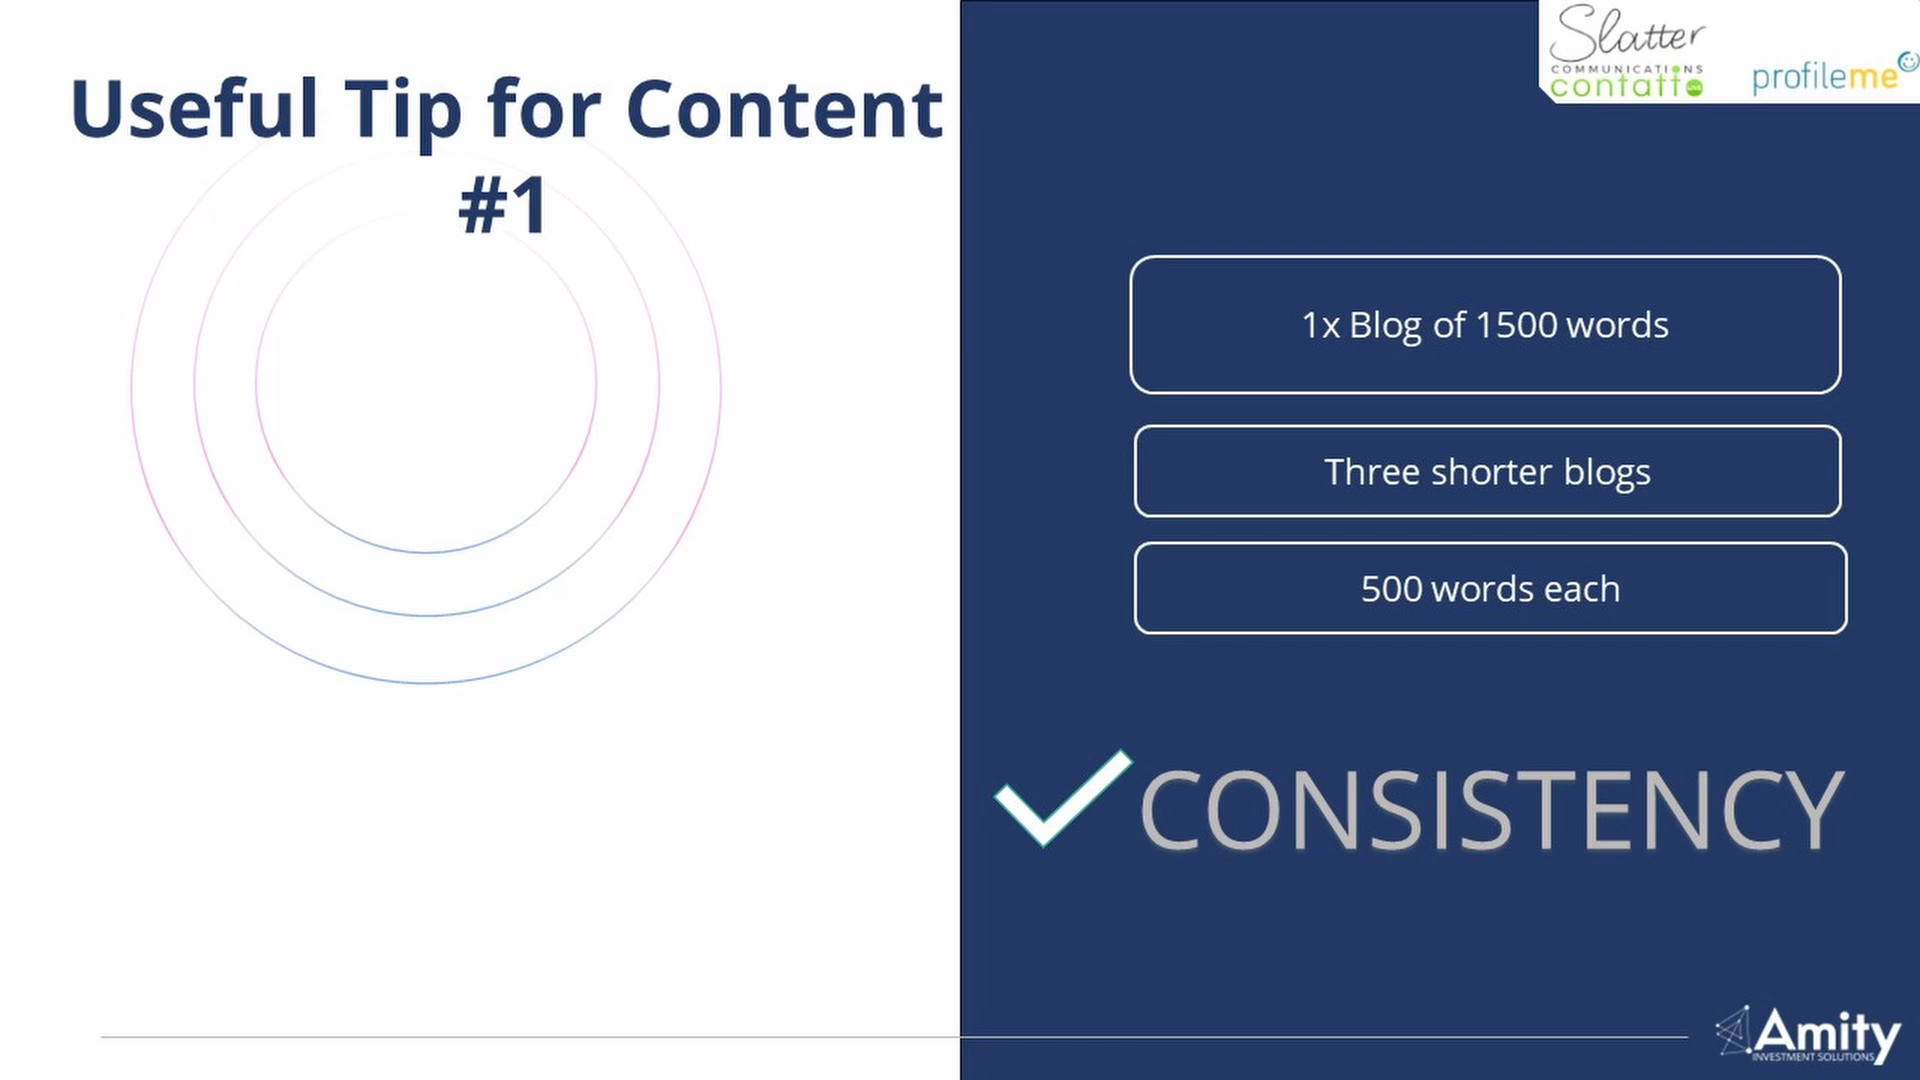 Useful Tip for Content
#1
Slatter
COMMUNICATIONS
contatto
LIVE
profileme
1x Blog of 1500 words
Three shorter blogs
500 words each
CONSISTENCY
Amity
INVESTMENT SOLUTIONS